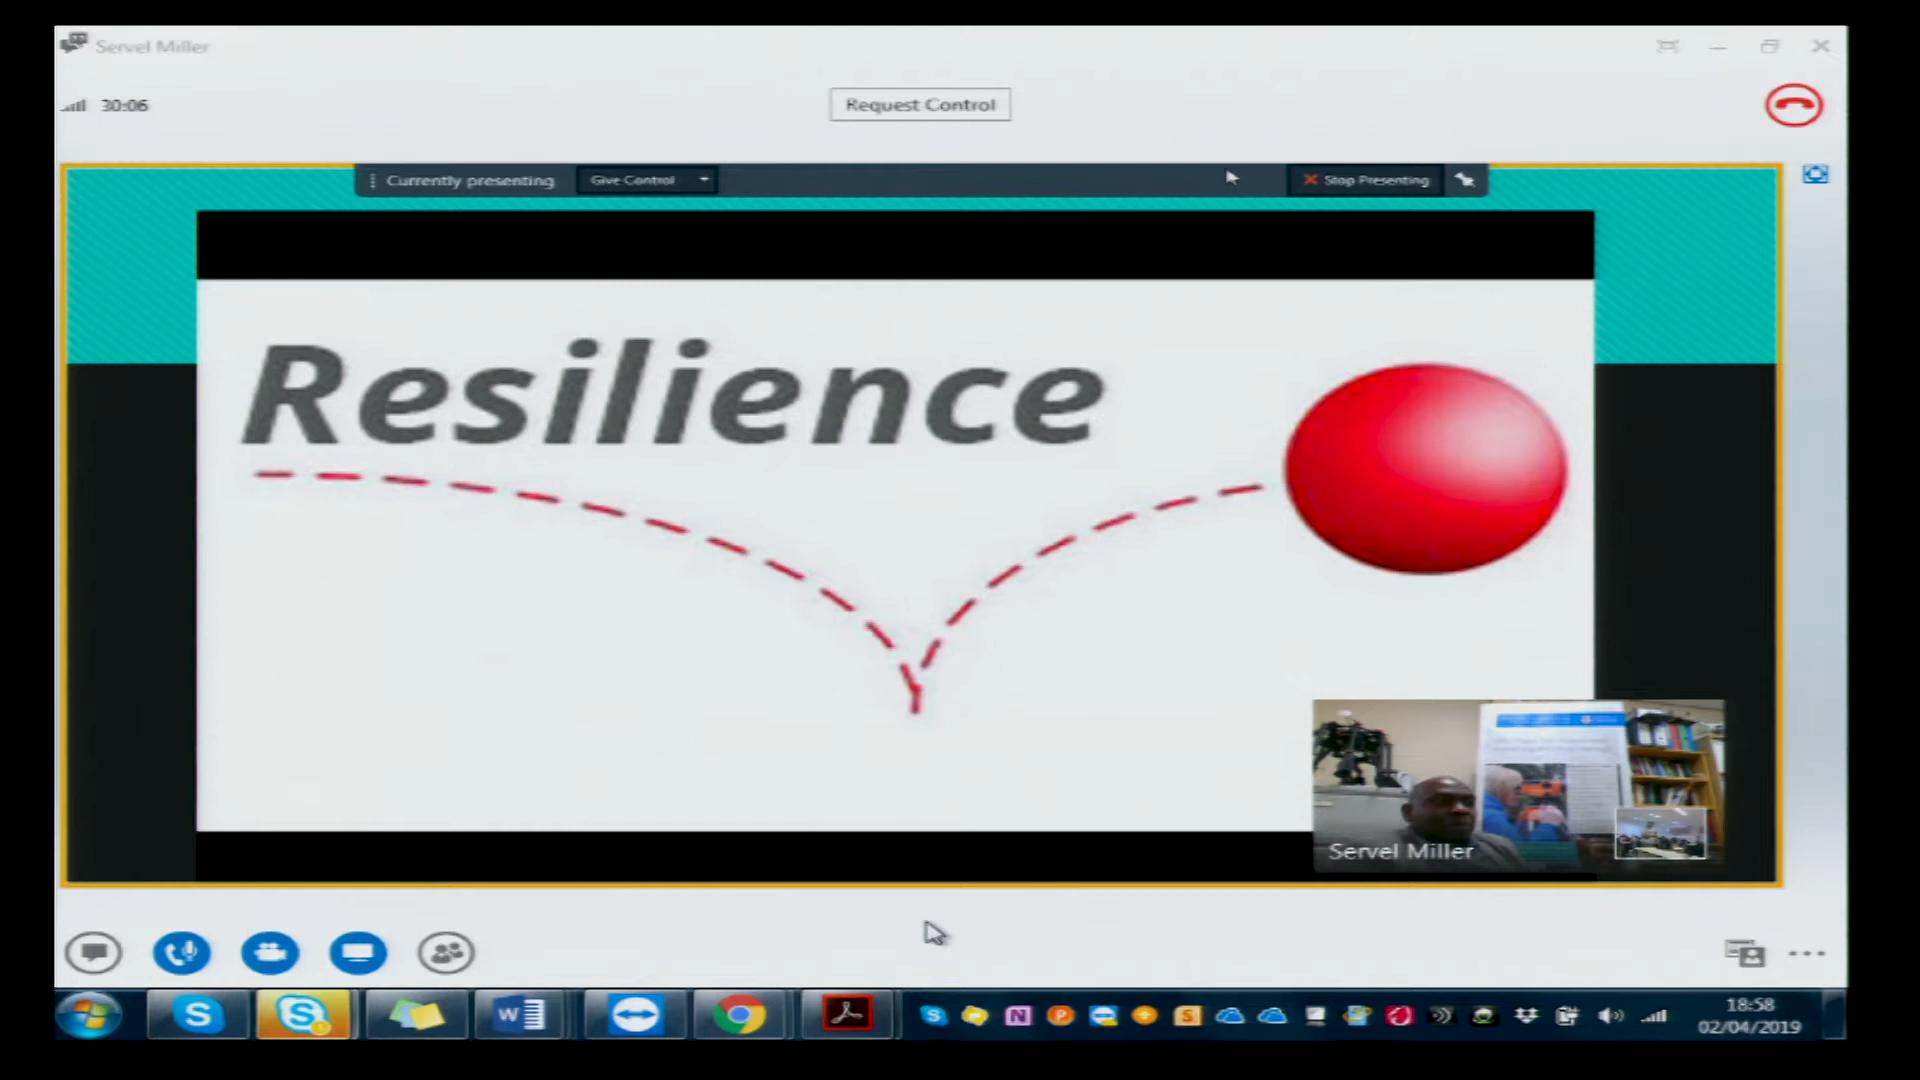 Servel Miller
30:06
Request Control
Currently presenting
Give Control
Stop Presenting
Resilience
Servel Miller
18:58
02/04/2019